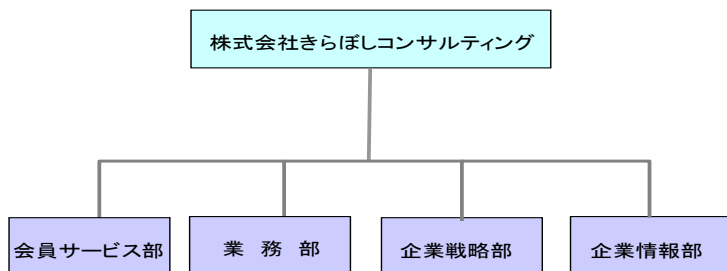 株式会社きらぼしコンサルティング
会員サービス部
業　務　部
企業戦略部
企業情報部